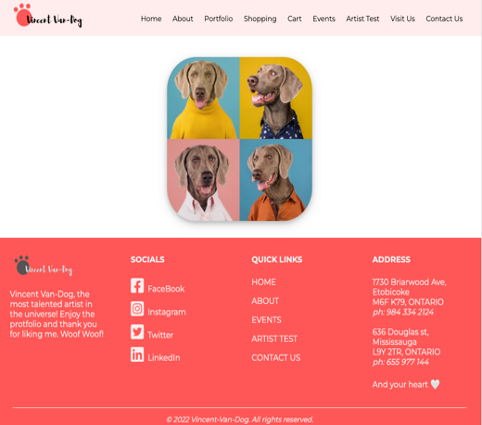 Vincent Van-Dog
Home About Portfolio Shopping Cart Events Artist Test Visit Us Contact Us
Vincent Van-Dog
Vincent Van-Dog, the
most talented artist in
the universe! Enjoy the
protfolio and thank you
for liking me. Woof Woof!
SOCIALS
FaceBook
Instagram
Twitter
LinkedIn
QUICK LINKS
HOME
ABOUT
EVENTS
ARTIST TEST
CONTACT US
ADDRESS
1730 Briarwood Ave,
Etobicoke
M6F K79, ONTARIO
ph: 984 334 2124
636 Douglas st,
Mississauga
L9Y 2TR, ONTARIO
ph: 655 977 144
And your heart 🤍
© 2022 Vincent-Van-Dog. All rights reserved.